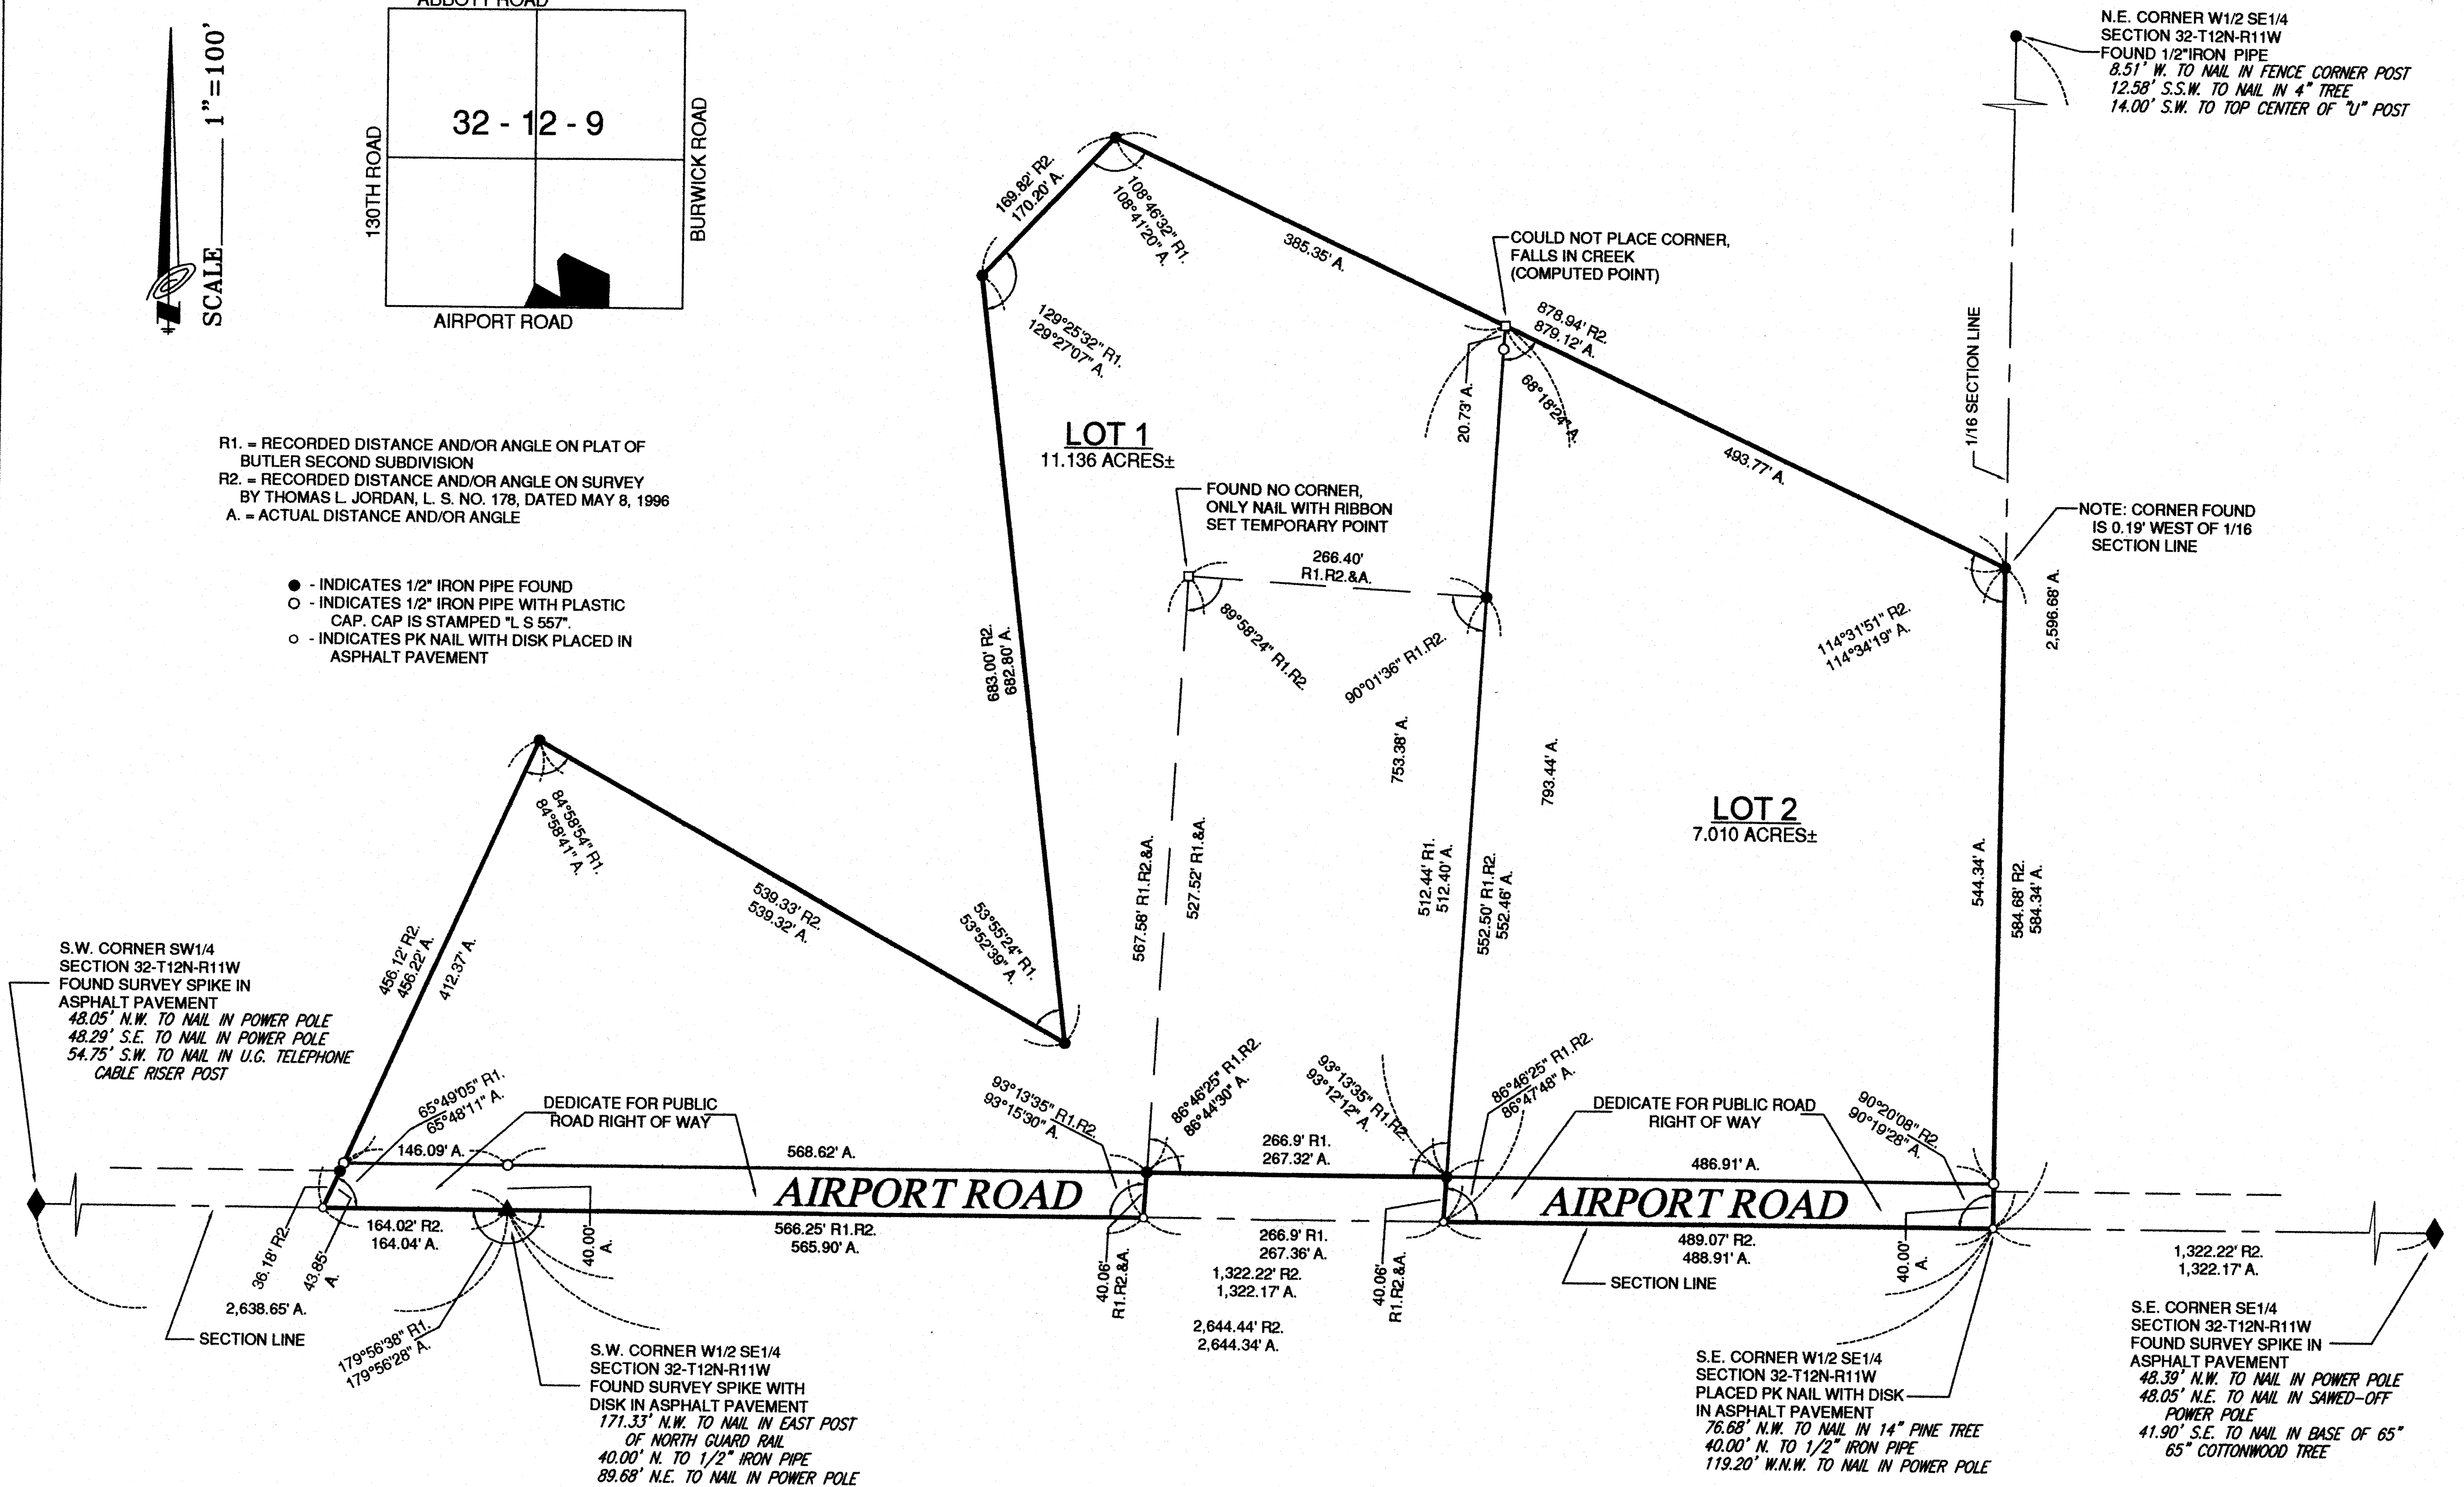 ABBOTT ROAD
SCALE 1"=100'
32 - 12 - 9
130TH ROAD
BURWICK ROAD
AIRPORT ROAD
N.E. CORNER W1/2 SE1/4
SECTION 32-T12N-R11W
FOUND 1/2"IRON PIPE
8.51' W. TO NAIL IN FENCE CORNER POST
12.58' S.S.W. TO NAIL IN 4" TREE
14.00' S.W. TO TOP CENTER OF "U" POST
R1. = RECORDED DISTANCE AND/OR ANGLE ON PLAT OF
BUTLER SECOND SUBDIVISION
R2. = RECORDED DISTANCE AND/OR ANGLE ON SURVEY
BY THOMAS L. JORDAN, L. S. NO. 178, DATED MAY 8, 1996
A. = ACTUAL DISTANCE AND/OR ANGLE
- INDICATES 1/2" IRON PIPE FOUND
- INDICATES 1/2" IRON PIPE WITH PLASTIC
CAP. CAP IS STAMPED "L S 557".
- INDICATES PK NAIL WITH DISK PLACED IN
ASPHALT PAVEMENT
169.82' R2.
170.20' A.
108°46'32" R1.
108°41'20" A.
385.35' A.
COULD NOT PLACE CORNER,
FALLS IN CREEK
(COMPUTED POINT)
878.94' R2.
879.12' A.
129°25'32" R1.
129°27'07" A.
20.73' A.
68°18'24" A.
493.77' A.
1/16 SECTION LINE
LOT 1
11.136 ACRES±
FOUND NO CORNER,
ONLY NAIL WITH RIBBON
SET TEMPORARY POINT
266.40'
R1.R2.&A.
NOTE: CORNER FOUND
IS 0.19' WEST OF 1/16
SECTION LINE
89°58'24" R1.R2.
90°01'36" R1.R2.
114°31'51" R2.
114°34'19" A.
2,596.68' A.
683.00' R2.
682.80' A.
753.38' A.
793.44' A.
LOT 2
7.010 ACRES±
84°58'54" R1.
84°58'41" A.
539.33' R2.
539.32' A.
53°55'24" R1.
53°52'39" A.
567.58' R1.R2.&A.
527.52' R1.&A.
512.44' R1.
512.40' A.
552.50' R1.R2.
552.46' A.
544.34' A.
584.68' R2.
584.34' A.
456.12' R2.
456.22' A.
412.37' A.
S.W. CORNER SW1/4
SECTION 32-T12N-R11W
FOUND SURVEY SPIKE IN
ASPHALT PAVEMENT
48.05' N.W. TO NAIL IN POWER POLE
48.29' S.E. TO NAIL IN POWER POLE
54.75' S.W. TO NAIL IN U.G. TELEPHONE
CABLE RISER POST
65°49'05" R1.
65°48'11" A.
DEDICATE FOR PUBLIC
ROAD RIGHT OF WAY
93°13'35" R1.R2.
93°15'30" A.
86°46'25" R1.R2.
86°44'30" A.
93°13'35" R1.R2.
93°12'12" A.
86°46'25" R1.R2.
86°47'48" A.
DEDICATE FOR PUBLIC ROAD
RIGHT OF WAY
90°20'08" R2.
90°19'28" A.
146.09' A.
568.62' A.
266.9' R1.
267.32' A.
486.91' A.
AIRPORT ROAD
AIRPORT ROAD
36.18' R2.
43.85'
A.
164.02' R2.
164.04' A.
566.25' R1.R2.
565.90' A.
40.00'
A.
40.06'
R1.R2.&A.
266.9' R1.
267.36' A.
1,322.22' R2.
1,322.17' A.
2,644.44' R2.
2,644.34' A.
40.06'
R1.R2.&A.
489.07' R2.
488.91' A.
SECTION LINE
40.00'
A.
1,322.22' R2.
1,322.17' A.
2,638.65' A.
SECTION LINE
179°56'38" R1.
179°56'28" A.
S.W. CORNER W1/2 SE1/4
SECTION 32-T12N-R11W
FOUND SURVEY SPIKE WITH
DISK IN ASPHALT PAVEMENT
171.33' N.W. TO NAIL IN EAST POST
OF NORTH GUARD RAIL
40.00' N. TO 1/2" IRON PIPE
89.68' N.E. TO NAIL IN POWER POLE
S.E. CORNER W1/2 SE1/4
SECTION 32-T12N-R11W
PLACED PK NAIL WITH DISK
IN ASPHALT PAVEMENT
76.68' N.W. TO NAIL IN 14" PINE TREE
40.00' N. TO 1/2" IRON PIPE
119.20' W.N.W. TO NAIL IN POWER POLE
S.E. CORNER SE1/4
SECTION 32-T12N-R11W
FOUND SURVEY SPIKE IN
ASPHALT PAVEMENT
48.39' N.W. TO NAIL IN POWER POLE
48.05' N.E. TO NAIL IN SAWED-OFF
POWER POLE
41.90' S.E. TO NAIL IN BASE OF 65"
65" COTTONWOOD TREE